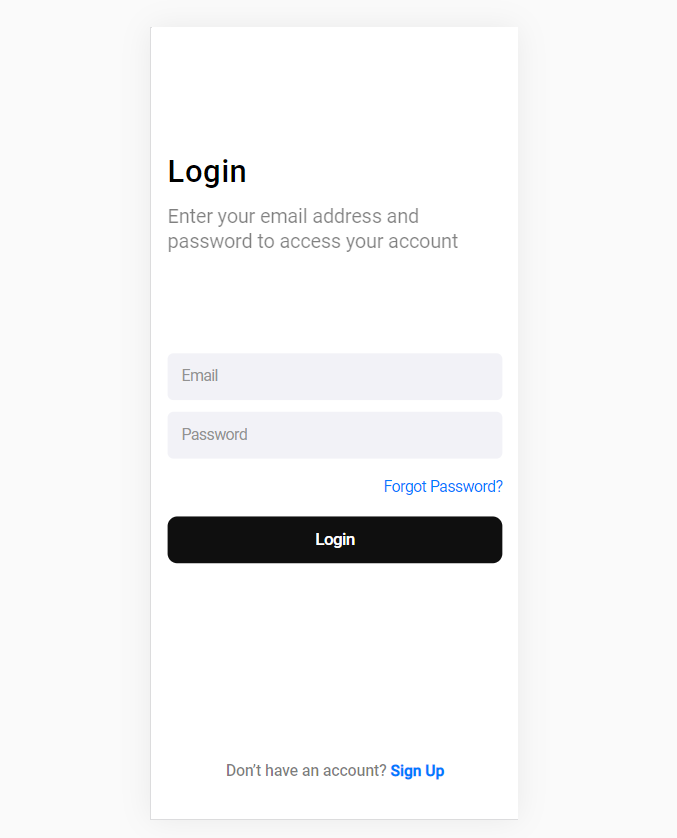 Login
Enter your email address and
password to access your account
Email
Password
Forgot Password?
Login
Don’t have an account? Sign Up